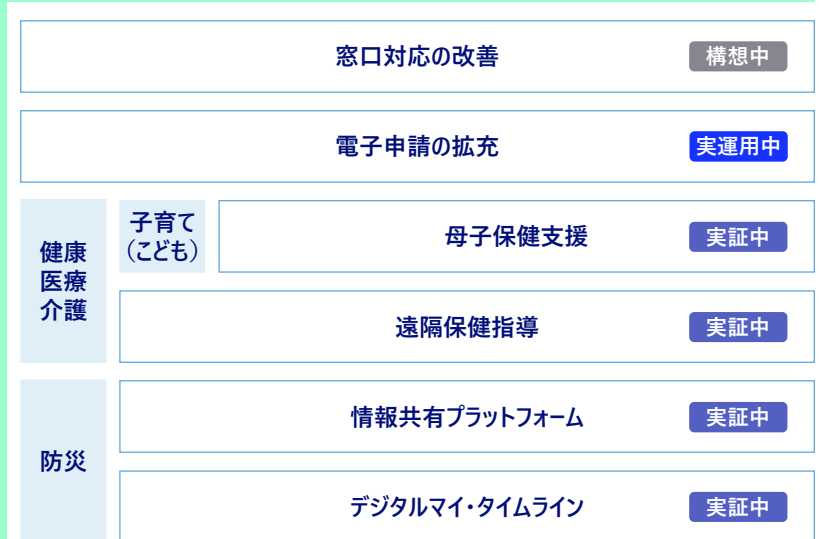 窓口対応の改善 構想中
電子申請の拡充 実運用中
健康
医療
介護
子育て
（こども）
母子保健支援 実証中
遠隔保健指導 実証中
防災
情報共有プラットフォーム 実証中
デジタルマイ・タイムライン 実証中